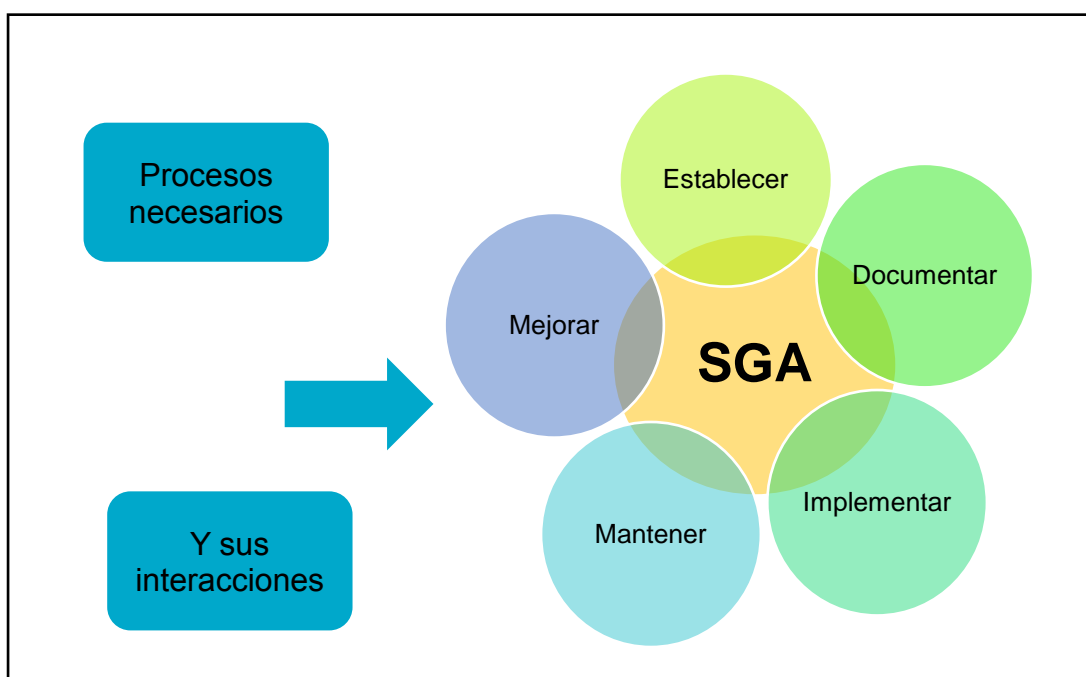 Procesos
necesarios
Y sus
interacciones
Establecer
Documentar
Implementar
Mantener
Mejorar
SGA